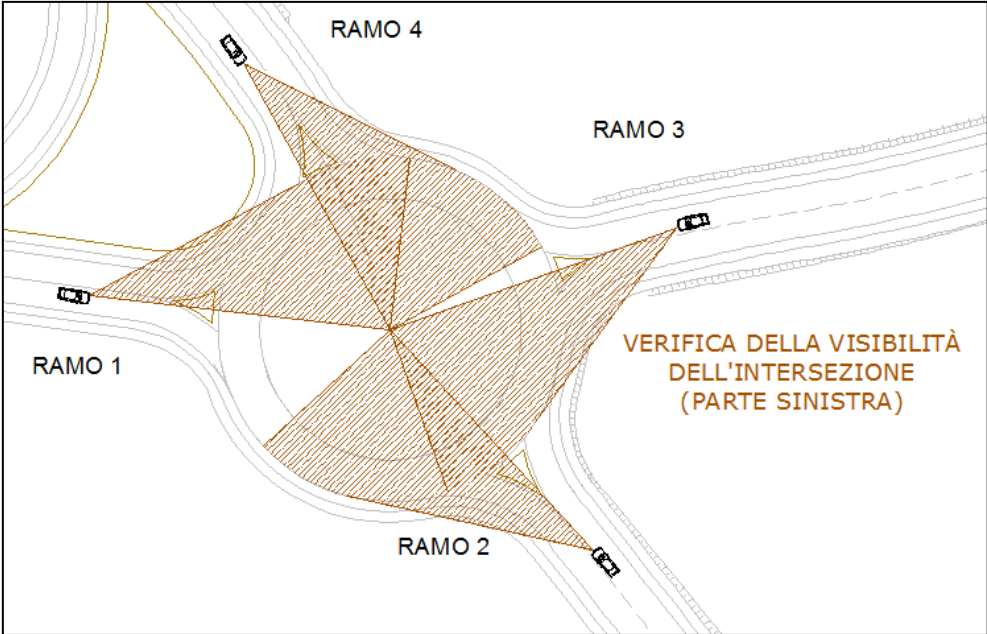 RAMO 4
RAMO 3
VERIFICA DELLA VISIBILITÀ
DELL'INTERSEZIONE
(PARTE SINISTRA)
RAMO 1
RAMO 2